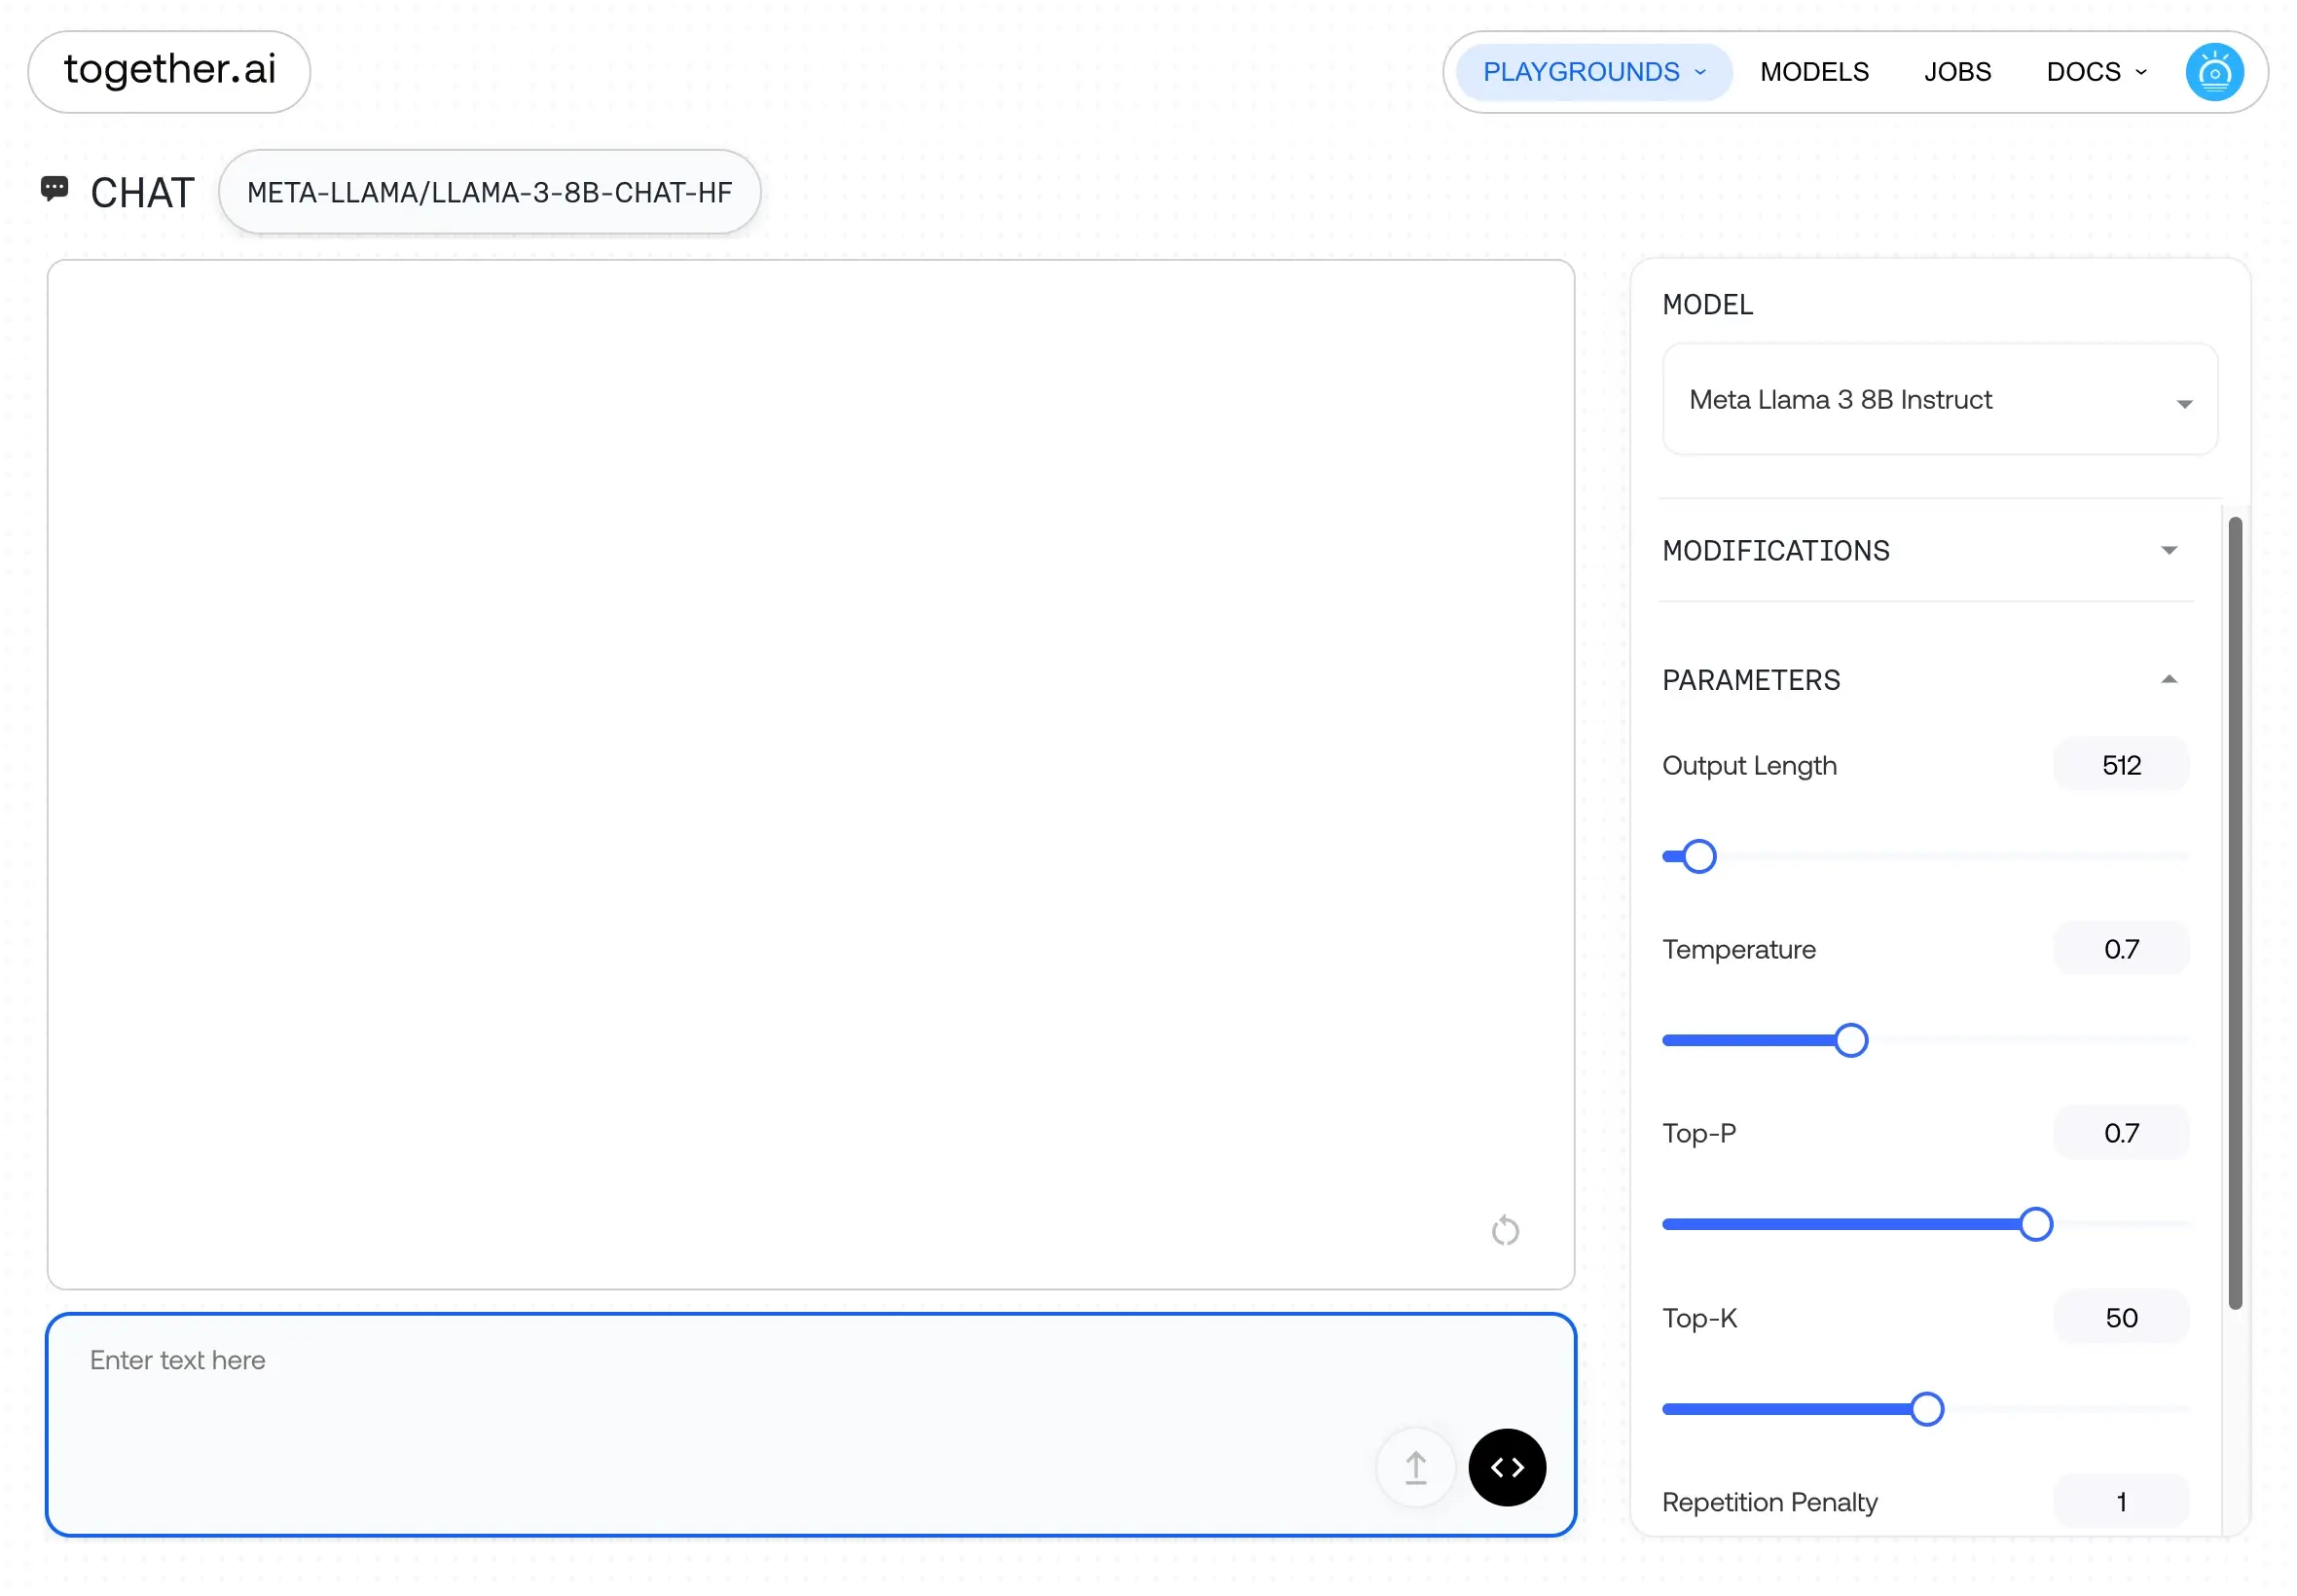 together.ai
PLAYGROUNDS MODELS JOBS DOCS
CHAT META-LLAMA/LLAMA-3-8B-CHAT-HF
MODEL
Meta Llama 3 8B Instruct
MODIFICATIONS
PARAMETERS
Output Length 512
Temperature 0.7
Top-P 0.7
Top-K 50
Repetition Penalty 1
Enter text here